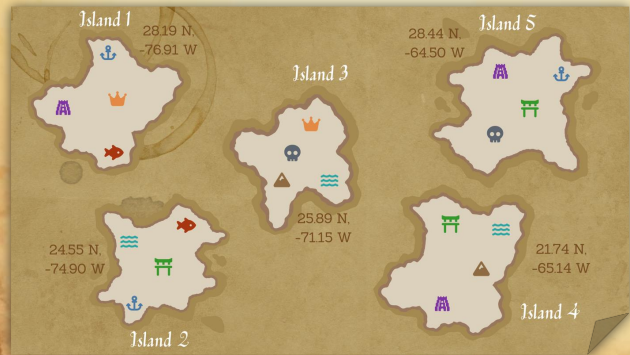 Island 1
28.19 N,
-76.91 W
Island 5
28.44 N,
-64.50 W
Island 3
25.89 N,
-71.15 W
24.55 N,
-74.90 W
Island 2
21.74 N,
-65.14 W
Island 4